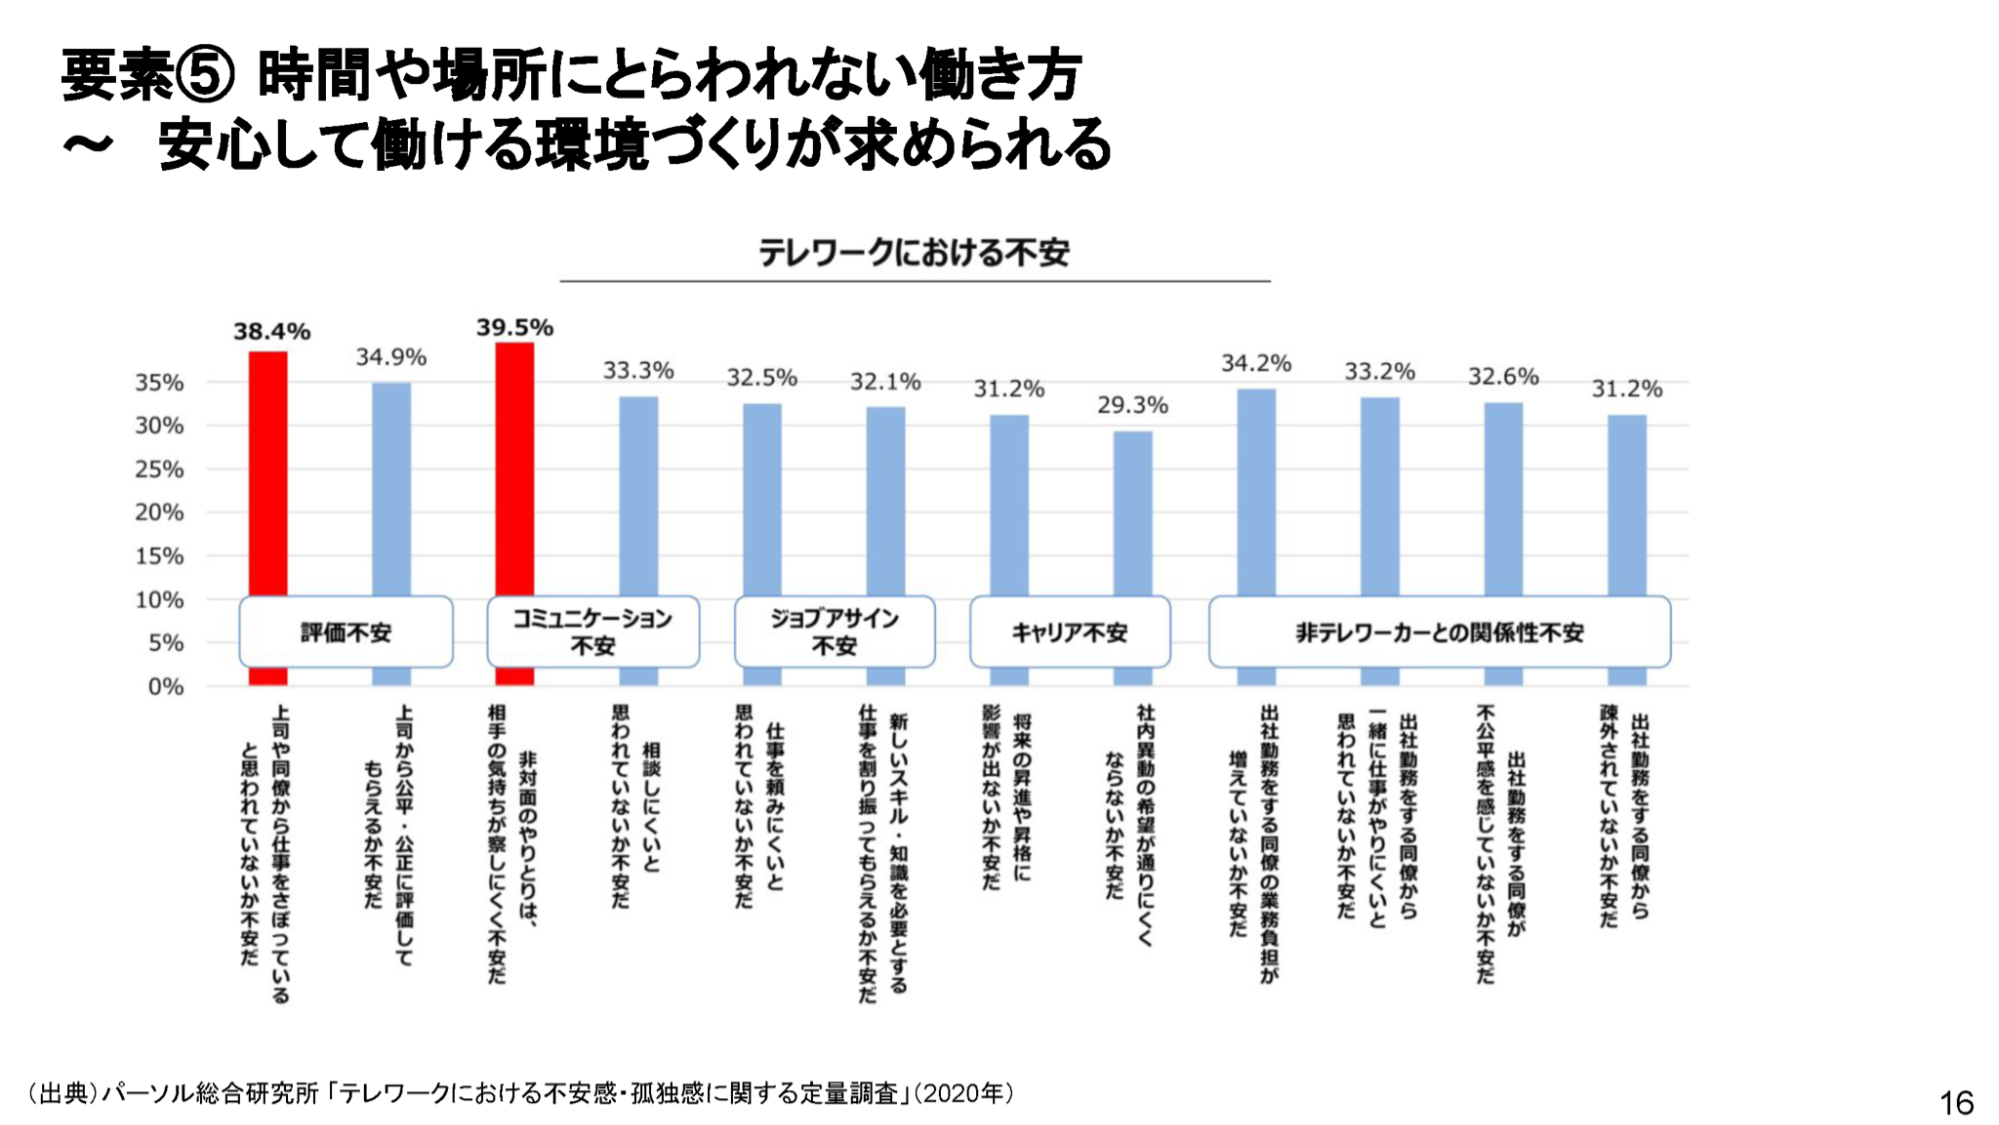 要素⑤ 時間や場所にとらわれない働き方
～ 安心して働ける環境づくりが求められる
テレワークにおける不安
38.4%
34.9%
39.5%
33.3%
32.5%
32.1%
31.2%
29.3%
34.2%
33.2%
32.6%
31.2%
35%
30%
25%
20%
15%
10%
5%
0%
評価不安
コミュニケーション
不安
ジョブアサイン
不安
キャリア不安
非テレワーカーとの関係性不安
上司や同僚から仕事をさぼっている
と思われていないか不安だ
上司から公平・公正に評価して
もらえるか不安だ
非対面のやりとりは、
相手の気持ちが察しにくく不安だ
相談しにくいと
思われていないか不安だ
仕事を頼みにくいと
思われていないか不安だ
新しいスキル・知識を必要とする
仕事を割り振ってもらえるか不安だ
将来の昇進や昇格に
影響が出ないか不安だ
社内異動の希望が通りにくく
ならないか不安だ
出社勤務をする同僚の業務負担が
増えていないか不安だ
出社勤務をする同僚から
一緒に仕事がやりにくいと
思われていないか不安だ
出社勤務をする同僚が
不公平感を感じていないか不安だ
出社勤務をする同僚から
疎外されていないか不安だ
（出典）パーソル総合研究所「テレワークにおける不安感・孤独感に関する定量調査」（2020年）
16